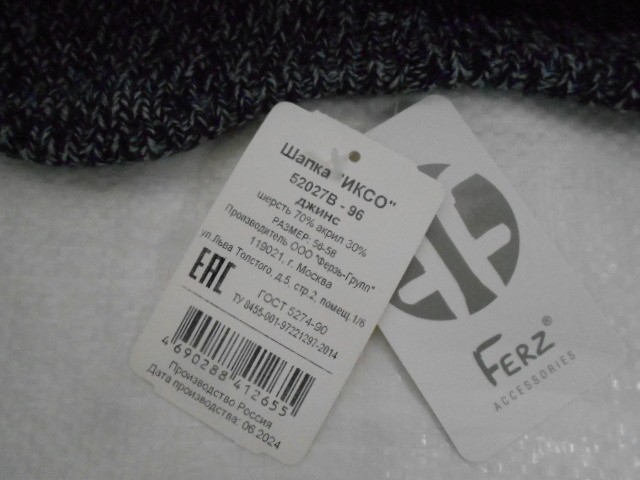 Шапка "ИКСО"
52027В - 96
джинс
шерсть 70% акрил 30%
РАЗМЕР: 56-58
Производитель ООО "Ферзь-Групп"
119021, г. Москва
ул.Льва Толстого, д.5, стр.2, помещ.1/6
ЕАС
ГОСТ 5274-90
ТУ 8455-001-97221297-2014
4 690288 412655
Производство Россия
Дата производства: 06 2024
FERZ®
ACCESSORIES